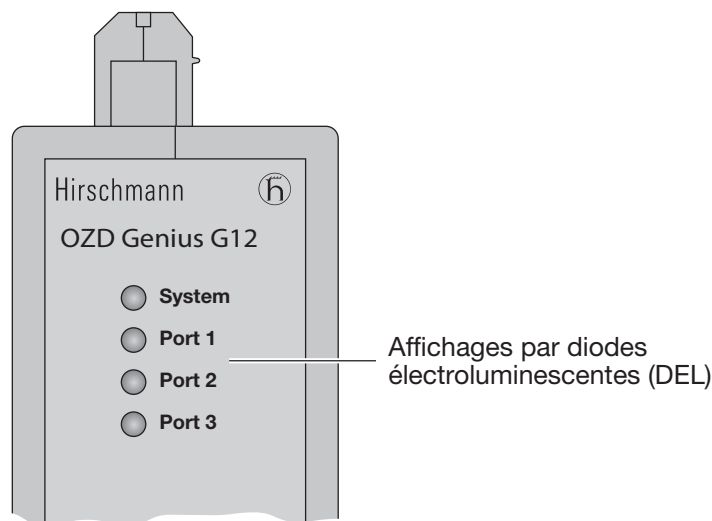 Hirschmann
OZD Genius G12
System
Port 1
Port 2
Port 3
Affichages par diodes
électroluminescentes (DEL)